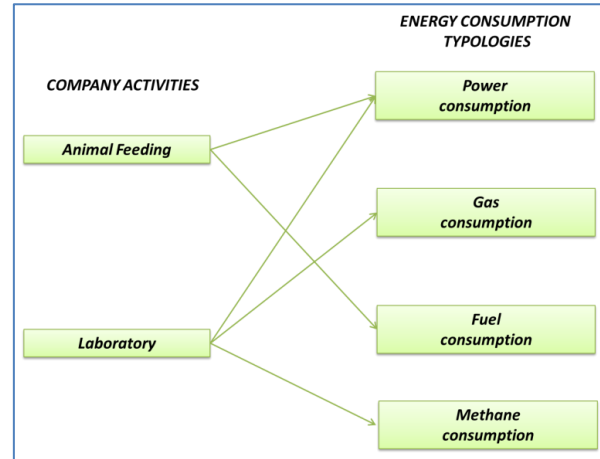 ENERGY CONSUMPTION
TYPOLOGIES
COMPANY ACTIVITIES
Power
consumption
Animal Feeding
Gas
consumption
Fuel
consumption
Laboratory
Methane
consumption